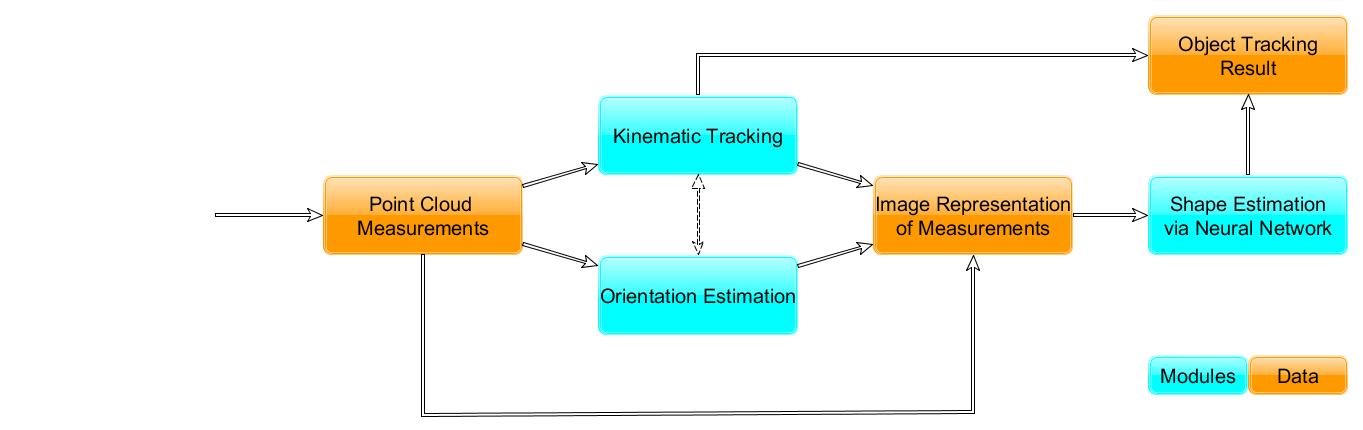 Object Tracking
Result
Kinematic Tracking
Point Cloud
Measurements
Image Representation
of Measurements
Shape Estimation
via Neural Network
Orientation Estimation
Modules
Data